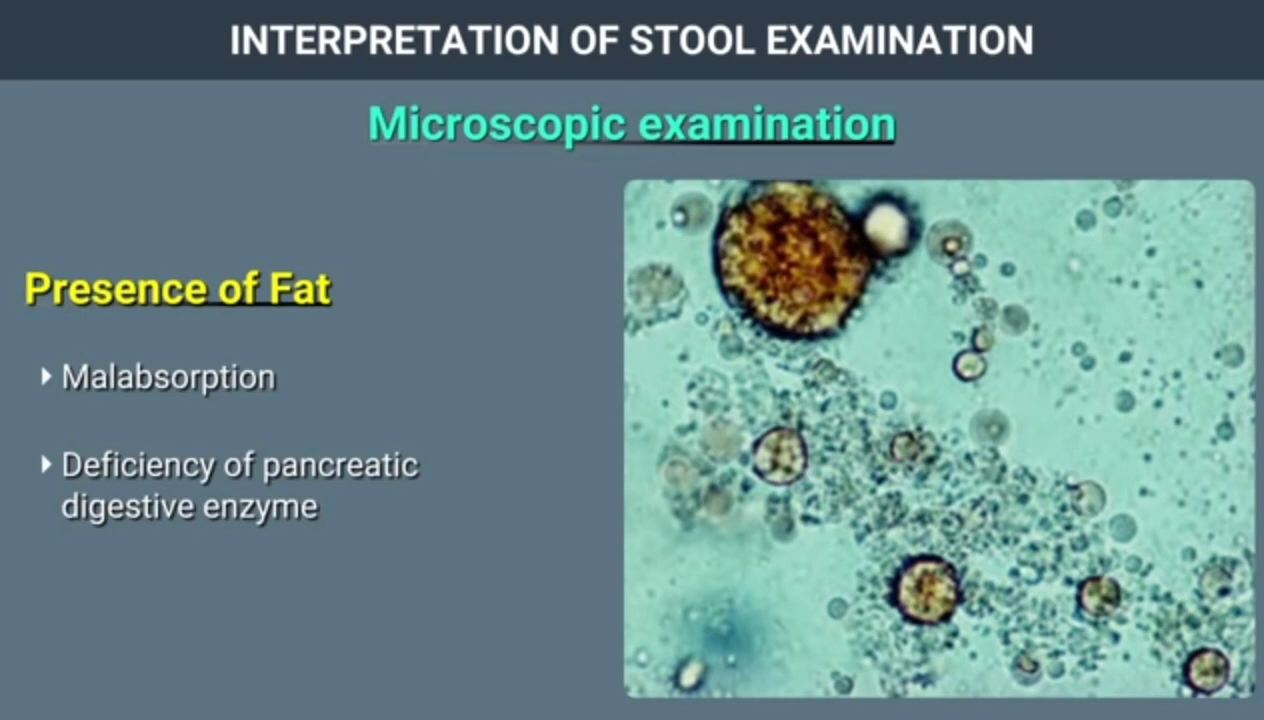 INTERPRETATION OF STOOL EXAMINATION
Microscopic examination
Presence of Fat
Malabsorption
Deficiency of pancreatic
digestive enzyme